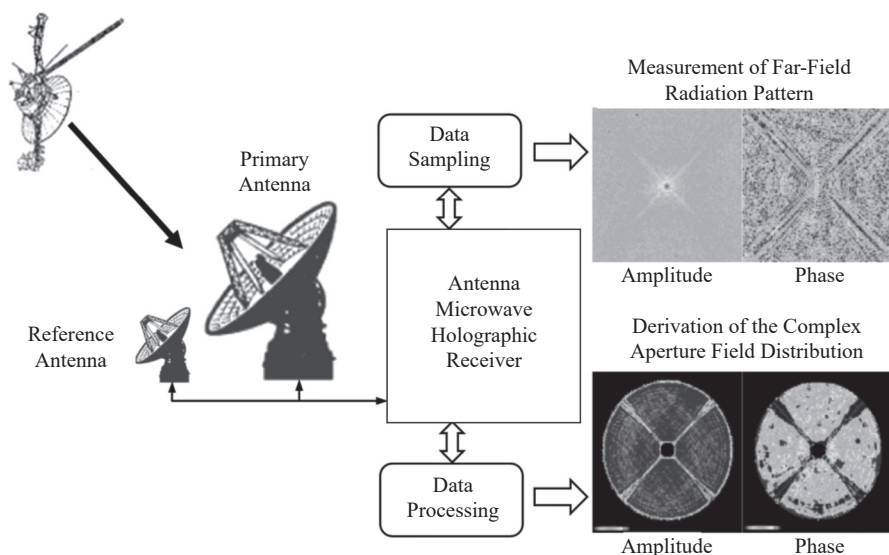 Measurement of Far-Field
Radiation Pattern
Data
Sampling
Primary
Antenna
Amplitude
Phase
Antenna
Microwave
Holographic
Receiver
Reference
Antenna
Derivation of the Complex
Aperture Field Distribution
Data
Processing
Amplitude
Phase